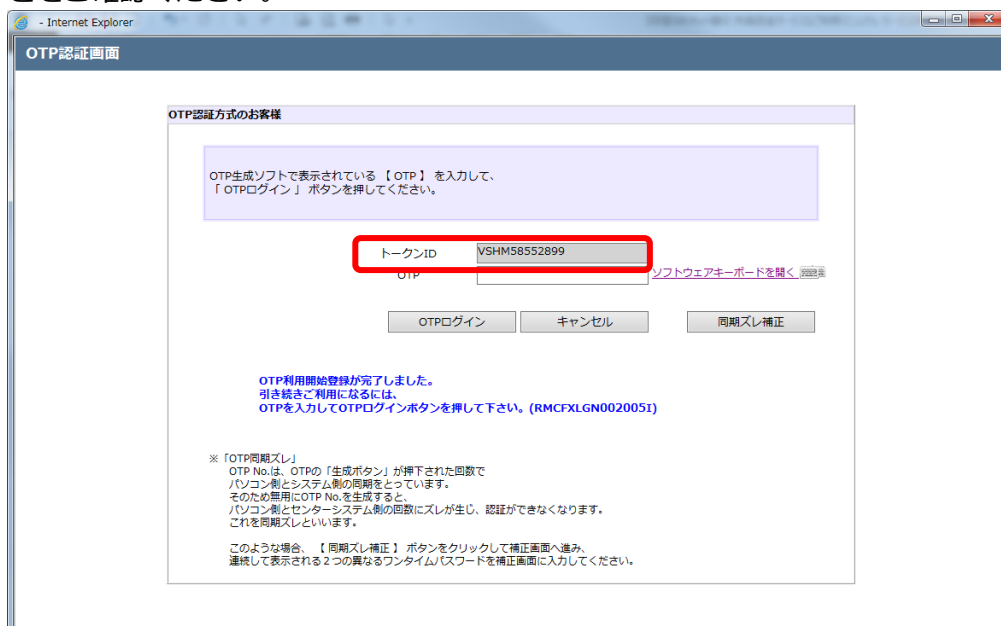 - Internet Explorer
OTP認証画面
OTP認証方式のお客様
OTP生成ソフトで表示されている 【 OTP 】 を入力して、
「 OTPログイン 」 ボタンを押してください。
トークンID VSHM58552899
OTP ソフトウェアキーボードを開く
OTPログイン キャンセル 同期ズレ補正
OTP利用開始登録が完了しました。
引き続きご利用になるには、
OTPを入力してOTPログインボタンを押して下さい。(RMCFXLGN002005I)
※「OTP同期ズレ」
OTP No.は、OTPの「生成ボタン」が押下された回数で
パソコン側とシステム側の同期をとっています。
そのため無用にOTP No.を生成すると、
パソコン側とセンターシステム側の回数にズレが生じ、認証ができなくなります。
これを同期ズレといいます。
このような場合、 【 同期ズレ補正 】 ボタンをクリックして補正画面へ進み、
連続して表示される２つの異なるワンタイムパスワードを補正画面に入力してください。